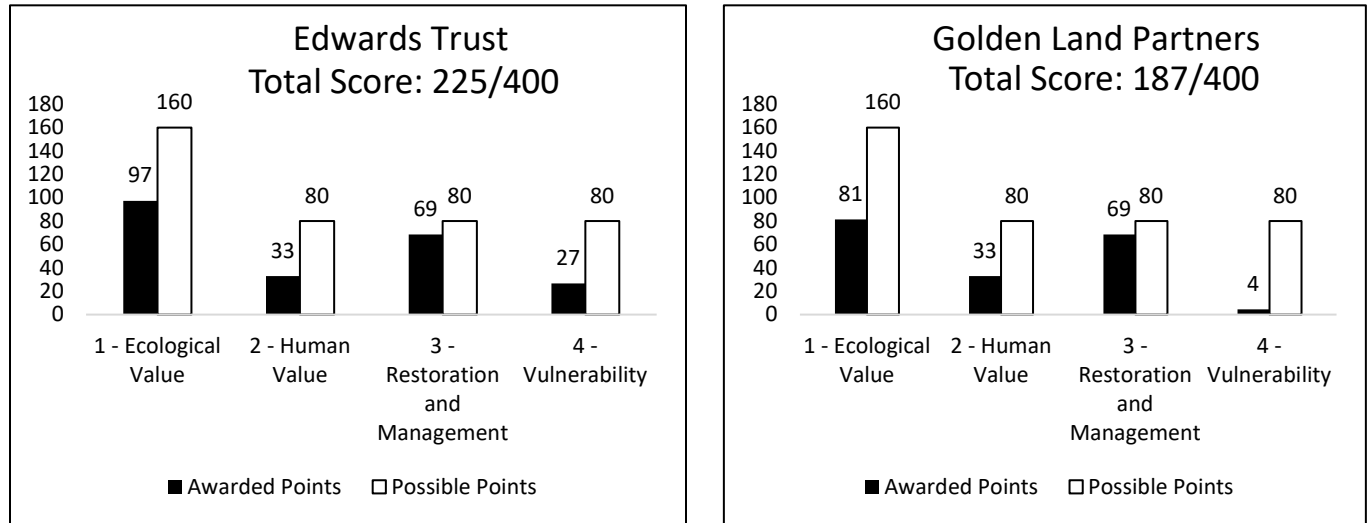 Edwards Trust
Total Score: 225/400
180
160
140
120
100
80
60
40
20
0
97
160
33
80
69
80
27
80
1 - Ecological
Value
2 - Human
Value
3 -
Restoration
and
Management
4 -
Vulnerability
Awarded Points
Possible Points
Golden Land Partners
Total Score: 187/400
180
160
140
120
100
80
60
40
20
0
81
160
33
80
69
80
4
80
1 - Ecological
Value
2 - Human
Value
3 -
Restoration
and
Management
4 -
Vulnerability
Awarded Points
Possible Points